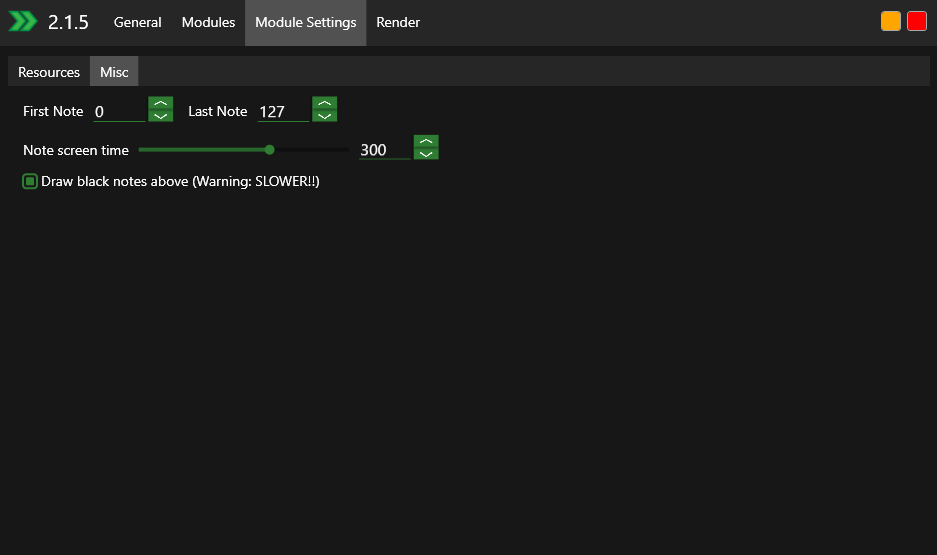 2.1.5 General Modules Module Settings Render
Resources Misc
First Note 0 Last Note 127
Note screen time 300
Draw black notes above (Warning: SLOWER!!)